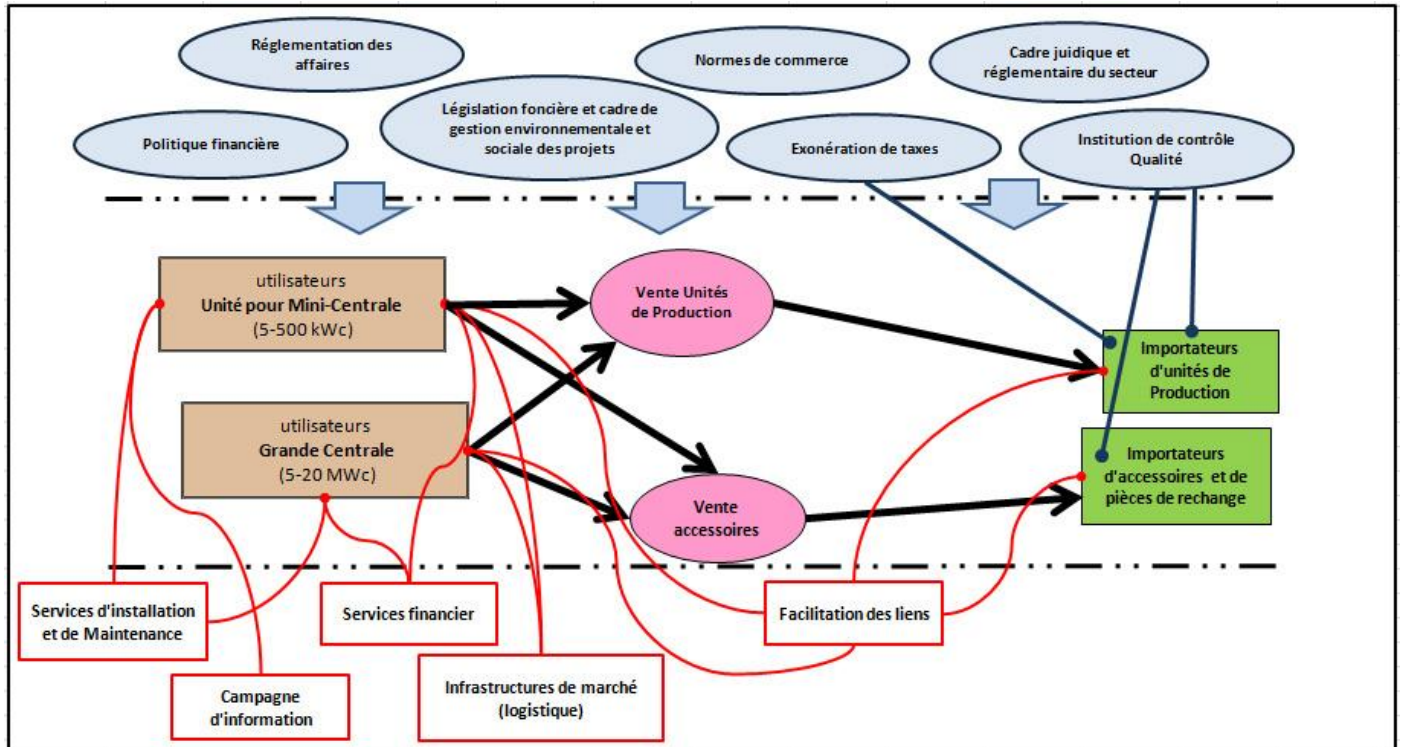 Réglementation des
affaires
Normes de commerce
Cadre juidique et
réglementaire du secteur
Politique financière
Législation foncière et cadre de
gestion environnementale et
sociale des projets
Exonération de taxes
Institution de contrôle
Qualité
utilisateurs
Unité pour Mini-Centrale
(5-500 kWc)
Vente Unités
de Production
Importateurs
d'unités de
Production
utilisateurs
Grande Centrale
(5-20 MWc)
Importateurs
d'accessoires et de
pièces de rechange
Vente
accessoires
Services d'installation
et de Maintenance
Services financier
Facilitation des liens
Campagne
d'information
Infrastructures de marché
(logistique)